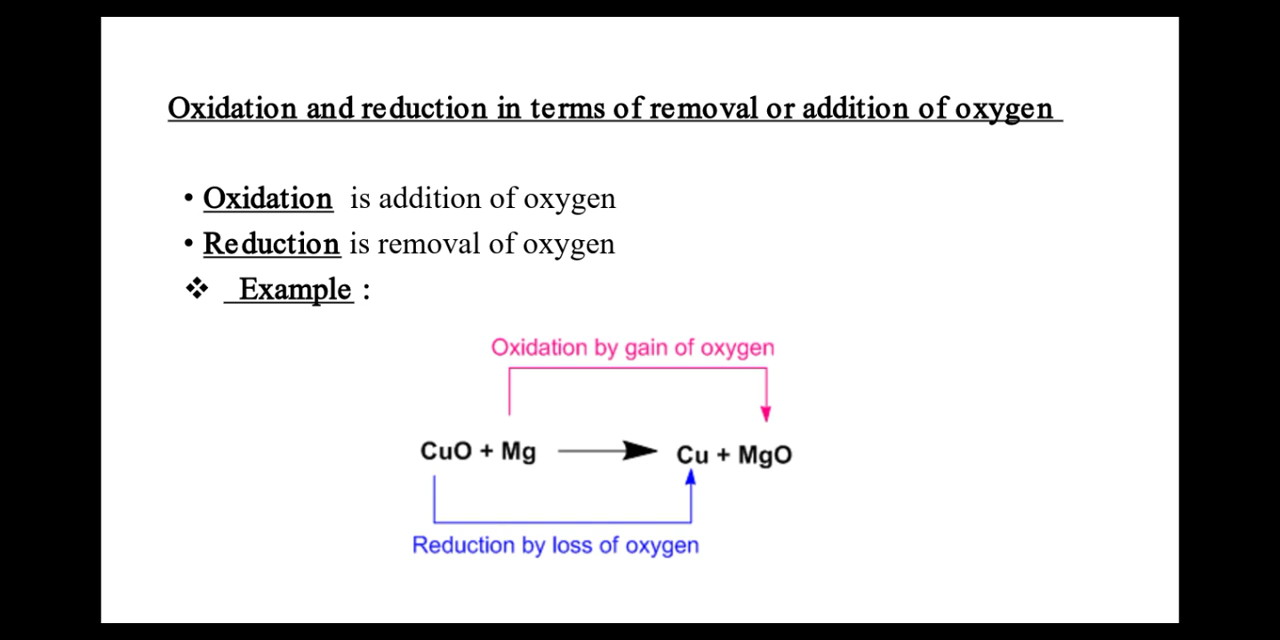 Oxidation and reduction in terms of removal or addition of oxygen
• Oxidation is addition of oxygen
• Reduction is removal of oxygen
❖ Example :
Oxidation by gain of oxygen
CuO + Mg ⟶ Cu + MgO
Reduction by loss of oxygen